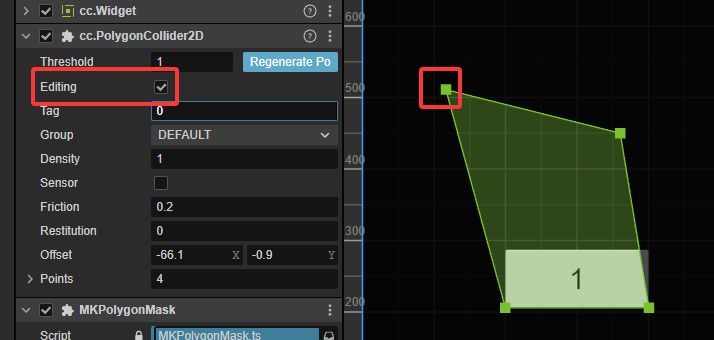 cc.Widget
cc.PolygonCollider2D
Threshold 1 Regenerate Po
Editing
Tag 0
Group DEFAULT
Density 1
Sensor
Friction 0.2
Restitution 0
Offset -66.1 X -0.9 Y
Points 4
MKPolygonMask
Script MKPolygonMask.ts
600
500
400
300
200
1